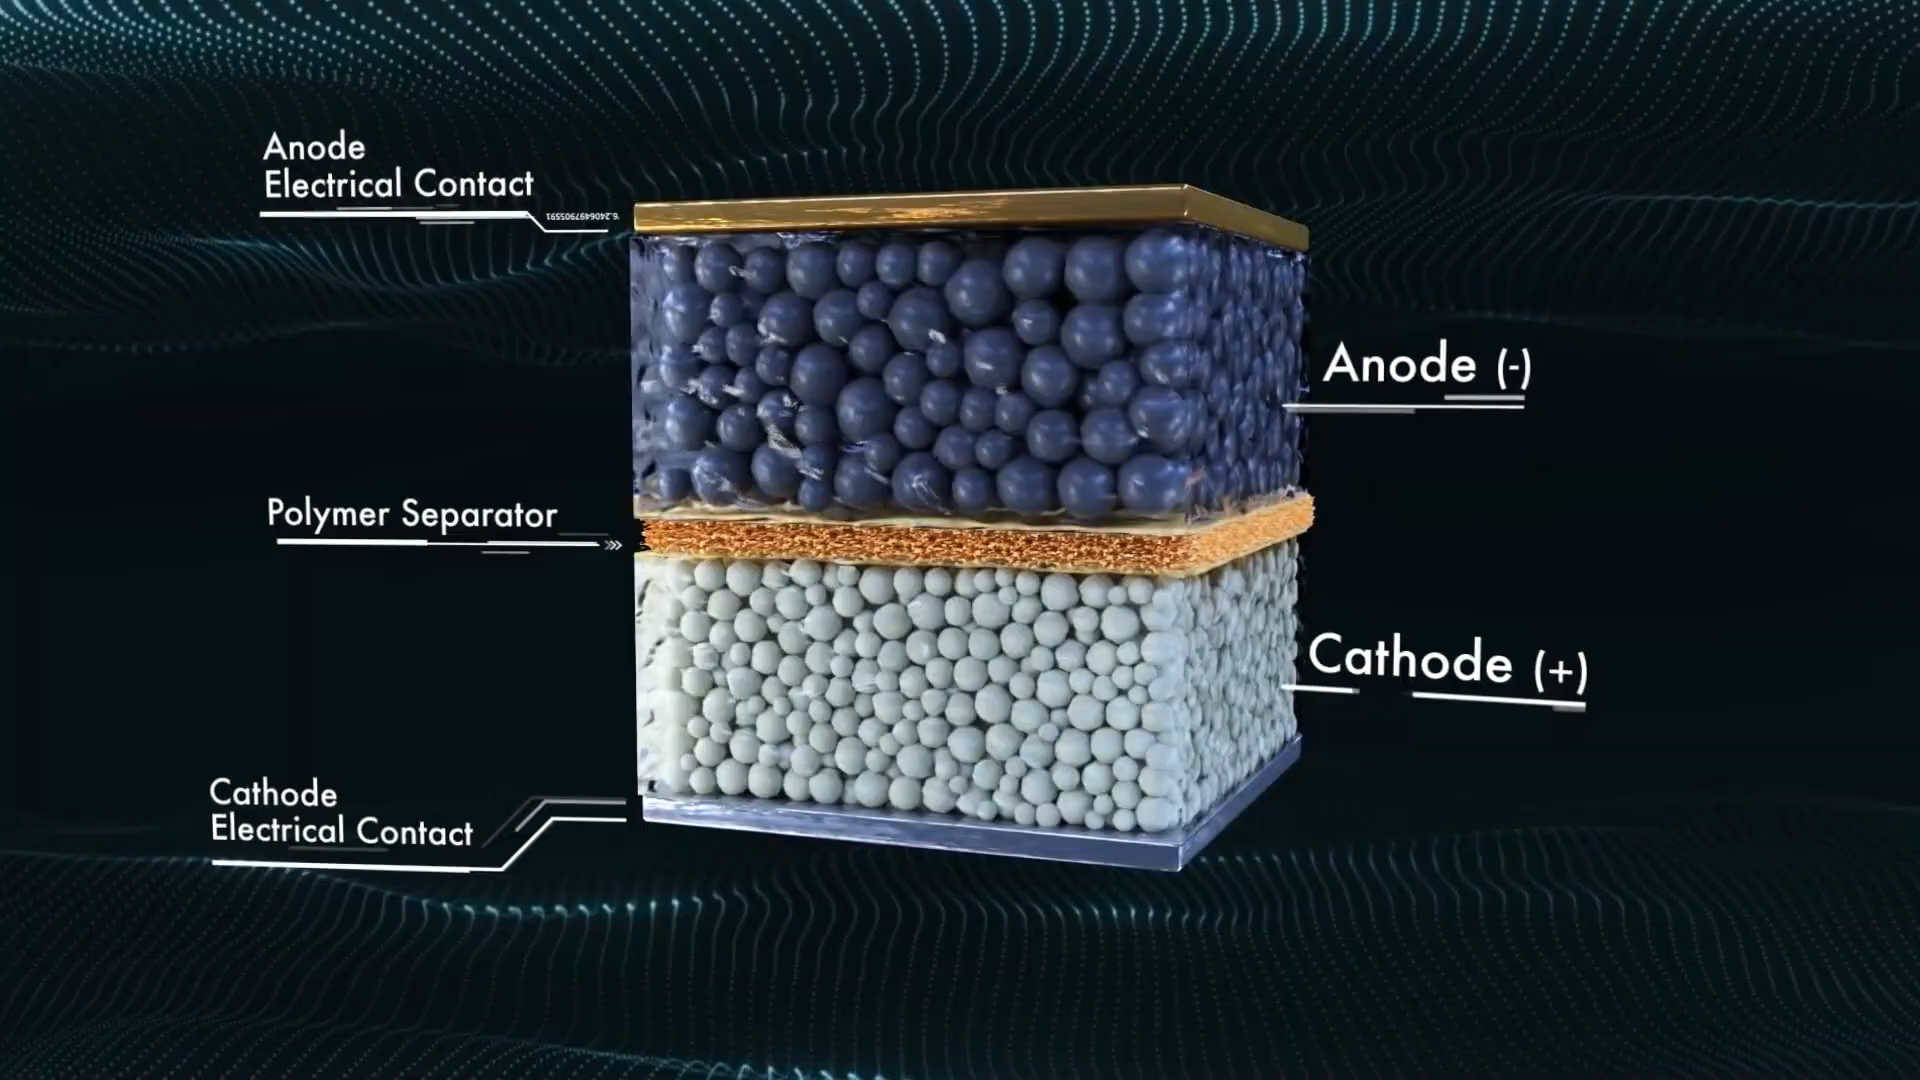 Anode
Electrical Contact
Anode (-)
Polymer Separator
Cathode (+)
Cathode
Electrical Contact